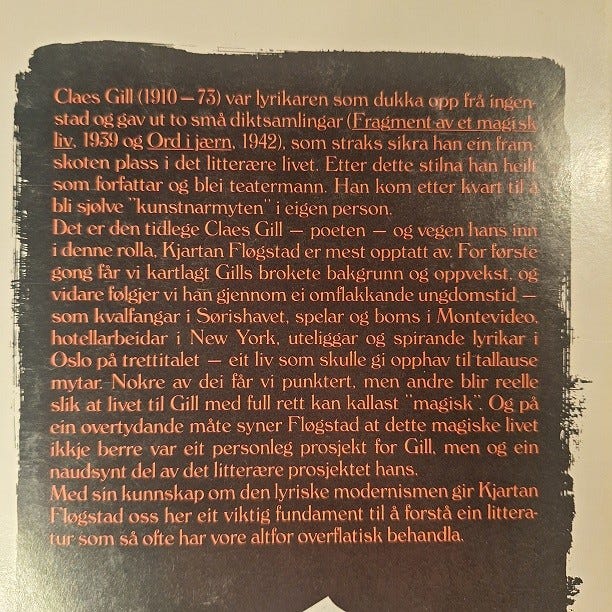 Claes Gill (1910—73) var lyrikaren som dukka opp frå ingen-
stad og gav ut to små diktsamlingar (Fragment av et magisk
liv, 1939 og Ord i jærn, 1942), som straks sikra han ein fram-
skoten plass i det litterære livet. Etter dette stilna han heilt
som forfattar og blei teatermann. Han kom etter kvart til å
bli sjølve "kunstnarmyten" i eigen person.
Det er den tidlege Claes Gill — poeten — og vegen hans inn
i denne rolla, Kjartan Fløgstad er mest opptatt av. For første
gong får vi kartlagt Gills brokete bakgrunn og oppvekst, og
vidare følgjer vi han gjennom ei omflakkande ungdomstid —
som kvalfangar i Sørishavet, spelar og boms i Montevideo,
hotellarbeidar i New York, uteliggar og spirande lyrikar i
Oslo på trettitalet — eit liv som skulle gi opphav til tallause
mytar. Nokre av dei får vi punktert, men andre blir reelle
slik at livet til Gill med full rett kan kallast "magisk". Og på
ein overtydande måte syner Fløgstad at dette magiske livet
ikkje berre var eit personleg prosjekt for Gill, men og ein
naudsynt del av det litterære prosjektet hans.
Med sin kunnskap om den lyriske modernismen gir Kjartan
Fløgstad oss her eit viktig fundament til å forstå ein littera-
tur som så ofte har vore altfor overflatisk behandla.